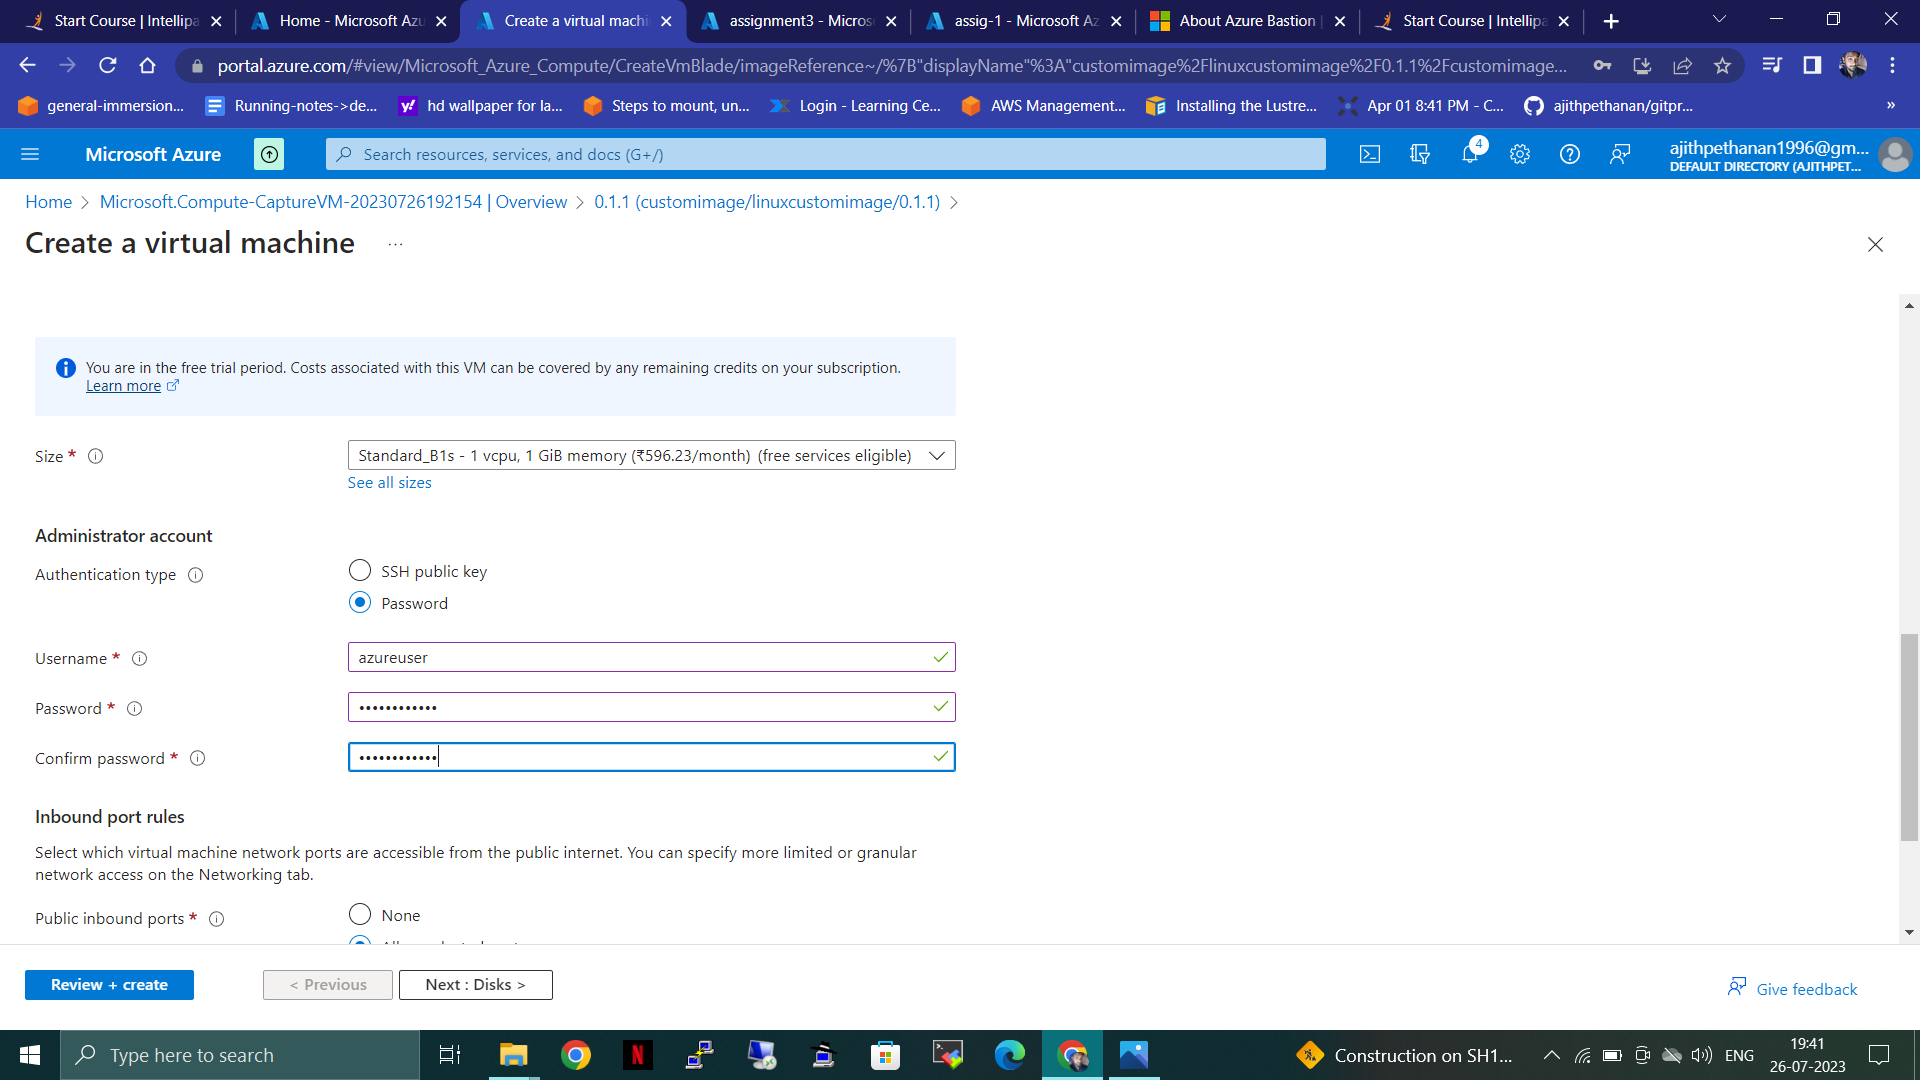 Start Course | Intellipa
Home - Microsoft Azu
Create a virtual machi
assignment3 - Micros
assig-1 - Microsoft Az
About Azure Bastion |
Start Course | Intellipa
portal.azure.com/#view/Microsoft_Azure_Compute/CreateVmBlade/imageReference~/%7B"displayName"%3A"customimage%2Flinuxcustomimage%2F0.1.1%2Fcustomimage...
general-immersion...
Running-notes->de...
hd wallpaper for la...
Steps to mount, un...
Login - Learning Ce...
AWS Management...
Installing the Lustre...
Apr 01 8:41 PM - C...
ajithpethanan/gitpr...
»
Microsoft Azure
Search resources, services, and docs (G+/)
4
ajithpethanan1996@gm...
DEFAULT DIRECTORY (AJITHPET...
Home > Microsoft.Compute-CaptureVM-20230726192154 | Overview > 0.1.1 (customimage/linuxcustomimage/0.1.1) >
Create a virtual machine ...
You are in the free trial period. Costs associated with this VM can be covered by any remaining credits on your subscription.
Learn more
Size *
Standard_B1s - 1 vcpu, 1 GiB memory (₹596.23/month) (free services eligible)
See all sizes
Administrator account
Authentication type
SSH public key
Password
Username *
azureuser
Password *
••••••••••••
Confirm password *
••••••••••••
Inbound port rules
Select which virtual machine network ports are accessible from the public internet. You can specify more limited or granular
network access on the Networking tab.
Public inbound ports *
None
Review + create
< Previous
Next : Disks >
Give feedback
Type here to search
Construction on SH1...
ENG
19:41
26-07-2023